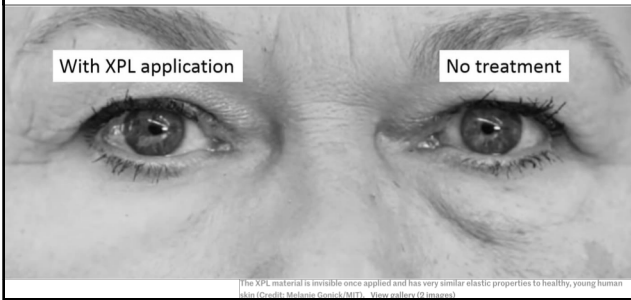 With XPL application
No treatment
The XPL material is invisible once applied and has very similar elastic properties to healthy, young human
skin (Credit: Melanie Gonick/MIT). View gallery (2 images)